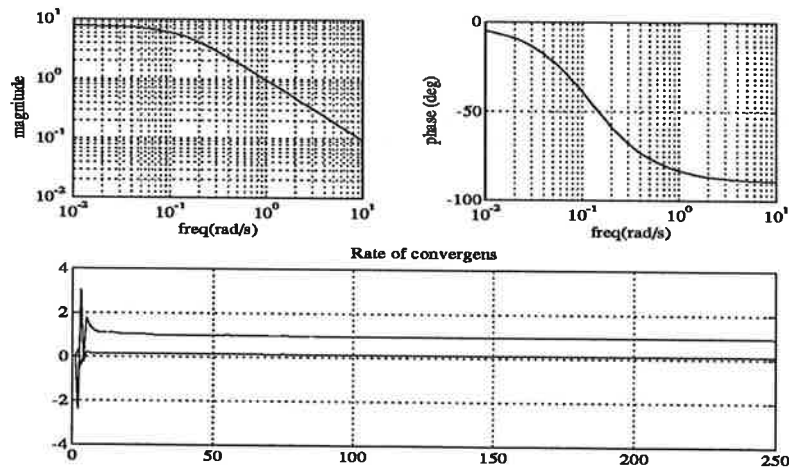 10¹
10⁰
10⁻¹
10⁻²
magnitude
10⁻² 10⁻¹ 10⁰ 10¹
freq(rad/s)
0
-50
-100
phase (deg)
10⁻² 10⁻¹ 10⁰ 10¹
freq(rad/s)
Rate of convergens
4
2
0
-2
-4
0 50 100 150 200 250